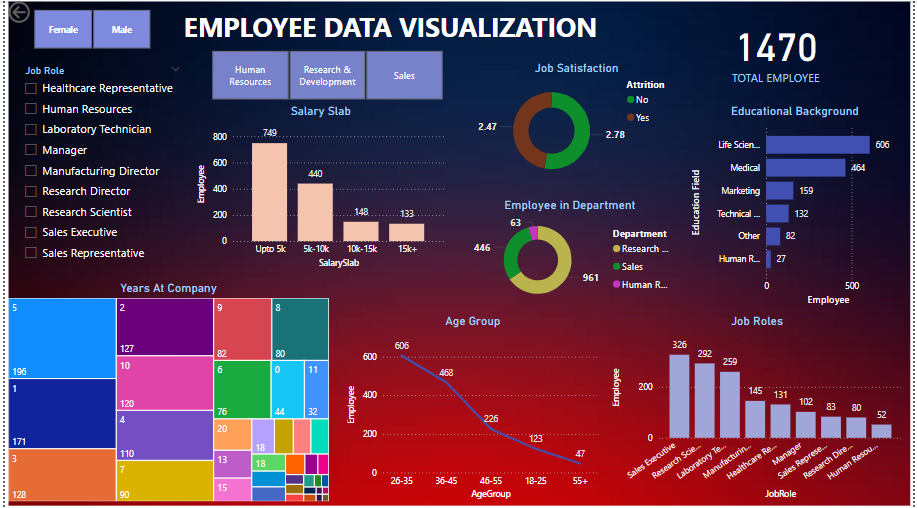 Female
Male
EMPLOYEE DATA VISUALIZATION
1470
TOTAL EMPLOYEE
Job Role
Healthcare Representative
Human Resources
Laboratory Technician
Manager
Manufacturing Director
Research Director
Research Scientist
Sales Executive
Sales Representative
Human
Resources
Research &
Development
Sales
Salary Slab
Employee
800
600
400
200
0
749
440
148
133
Upto 5k
5k-10k
10k-15k
15k+
SalarySlab
Job Satisfaction
2.47
2.78
Attrition
No
Yes
Employee in Department
63
446
961
Department
Research ...
Sales
Human R...
Educational Background
Education Field
Life Scien...
606
Medical
464
Marketing
159
Technical ...
132
Other
82
Human R...
27
0
500
Employee
Years At Company
5
196
1
171
3
128
2
127
10
120
4
110
7
90
9
82
8
80
6
76
0
44
11
32
20
13
15
18
18
Age Group
Employee
600
400
200
0
606
468
226
123
47
26-35
36-45
46-55
18-25
55+
AgeGroup
Job Roles
Employee
200
0
326
292
259
145
131
102
83
80
52
Sales Executive
Research Scie...
Laboratory Te...
Manufacturin...
Healthcare Re...
Manager
Sales Represe...
Research Dire...
Human Resou...
JobRole